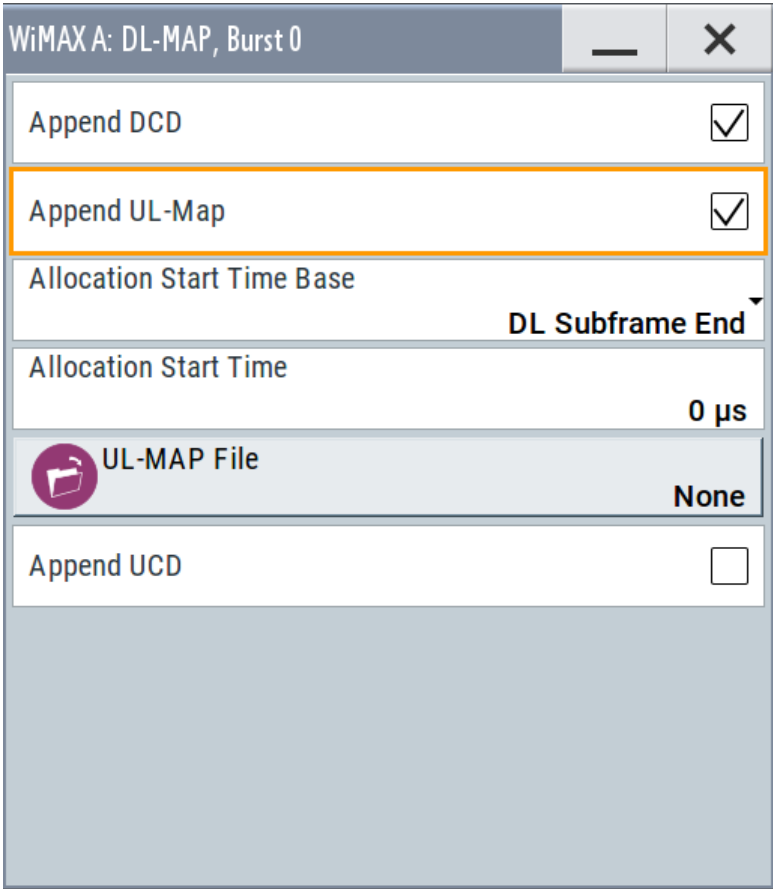 WiMAX A: DL-MAP, Burst 0
Append DCD
Append UL-Map
Allocation Start Time Base
DL Subframe End
Allocation Start Time
0 µs
UL-MAP File
None
Append UCD